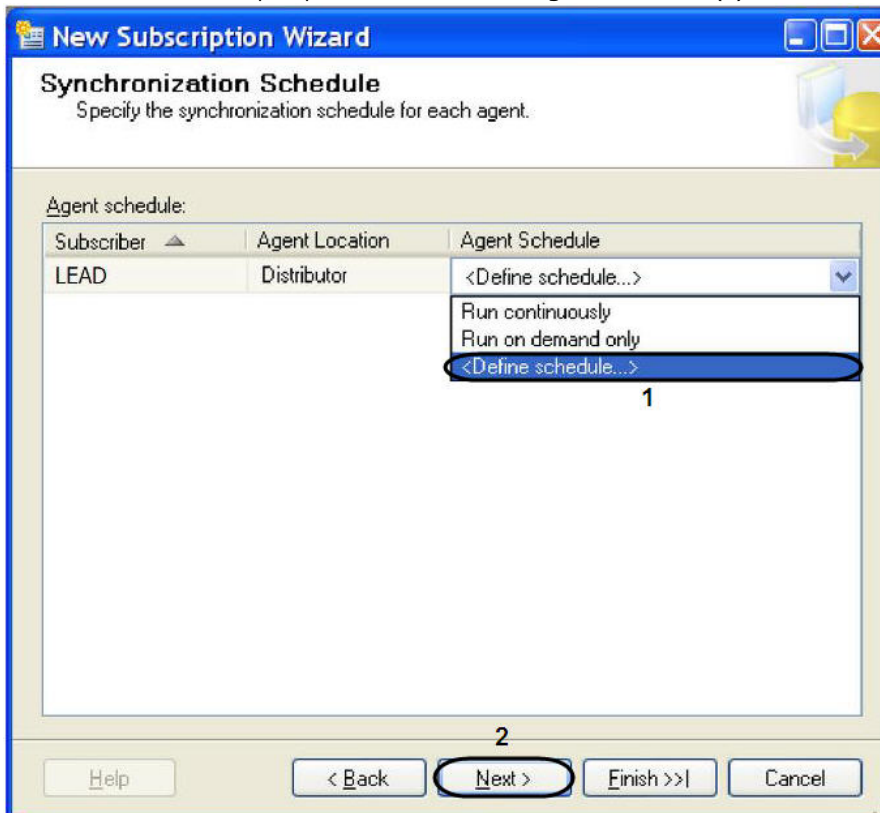 New Subscription Wizard
Synchronization Schedule
Specify the synchronization schedule for each agent.
Agent schedule:
Subscriber Agent Location Agent Schedule
LEAD Distributor <Define schedule...>
Run continuously
Run on demand only
<Define schedule...>
1
2
Help < Back Next > Finish >>| Cancel